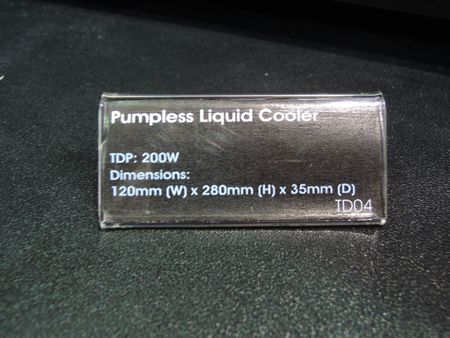 Pumpless Liquid Cooler
TDP: 200W
Dimensions:
120mm (W) x 280mm (H) x 35mm (D)
TD04